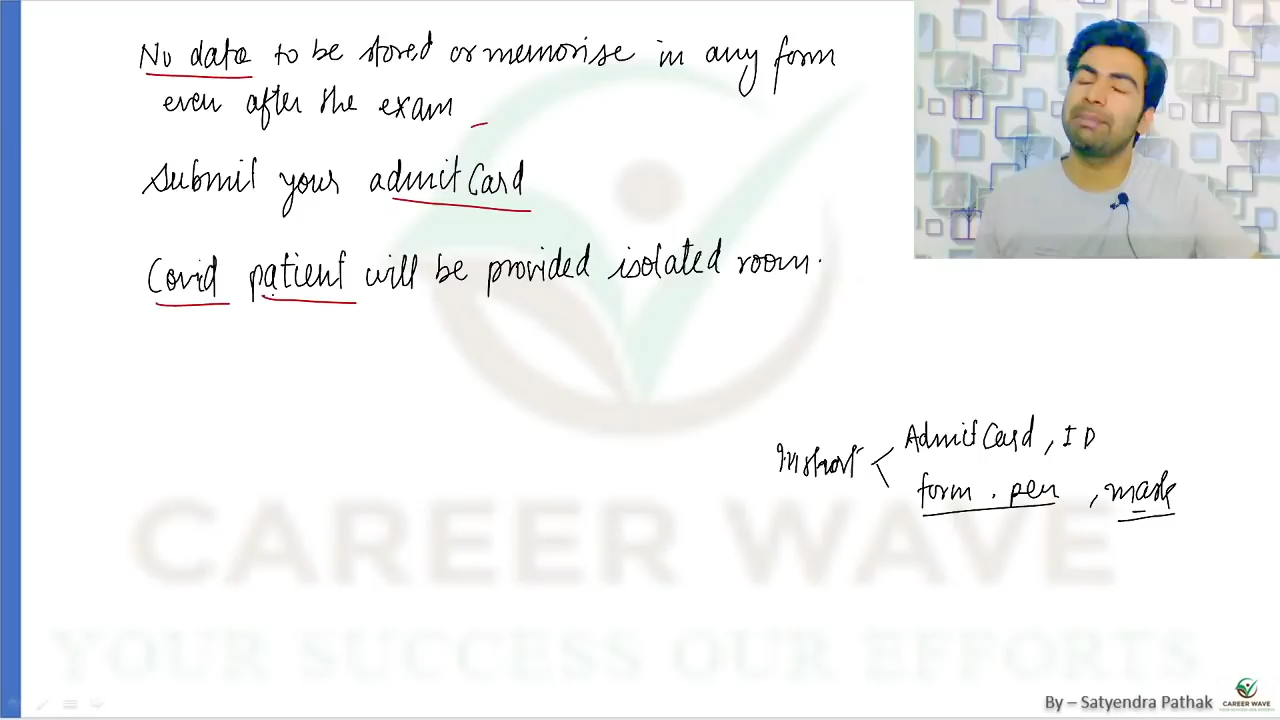 No data to be stored or memorise in any form
even after the exam
Submit your admit Card
Covid patient will be provided isolated room.
Admit Card, ID
form. pen, mask
CAREER WAVE
YOUR SUCCESS OUR EFFORTS
By – Satyendra Pathak
CAREER WAVE